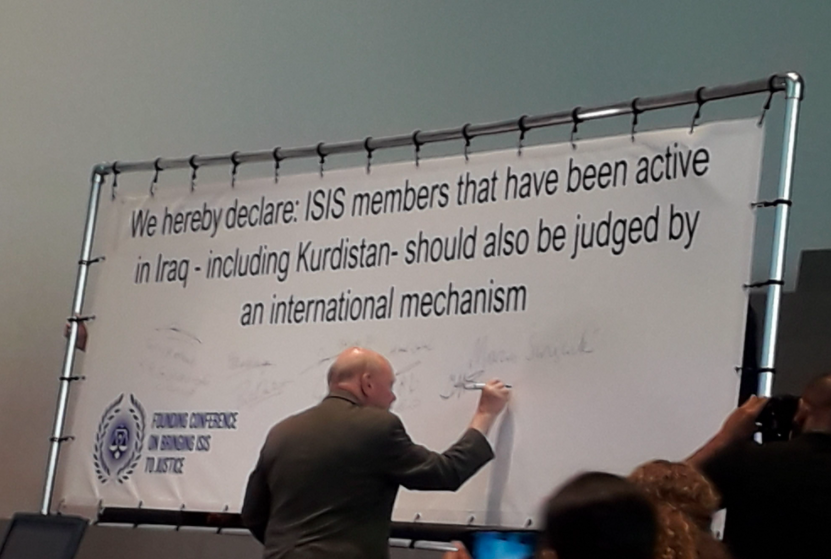 We hereby declare: ISIS members that have been active
in Iraq - including Kurdistan- should also be judged by
an international mechanism
FOUNDING CONFERENCE
ON BRINGING ISIS
TO JUSTICE